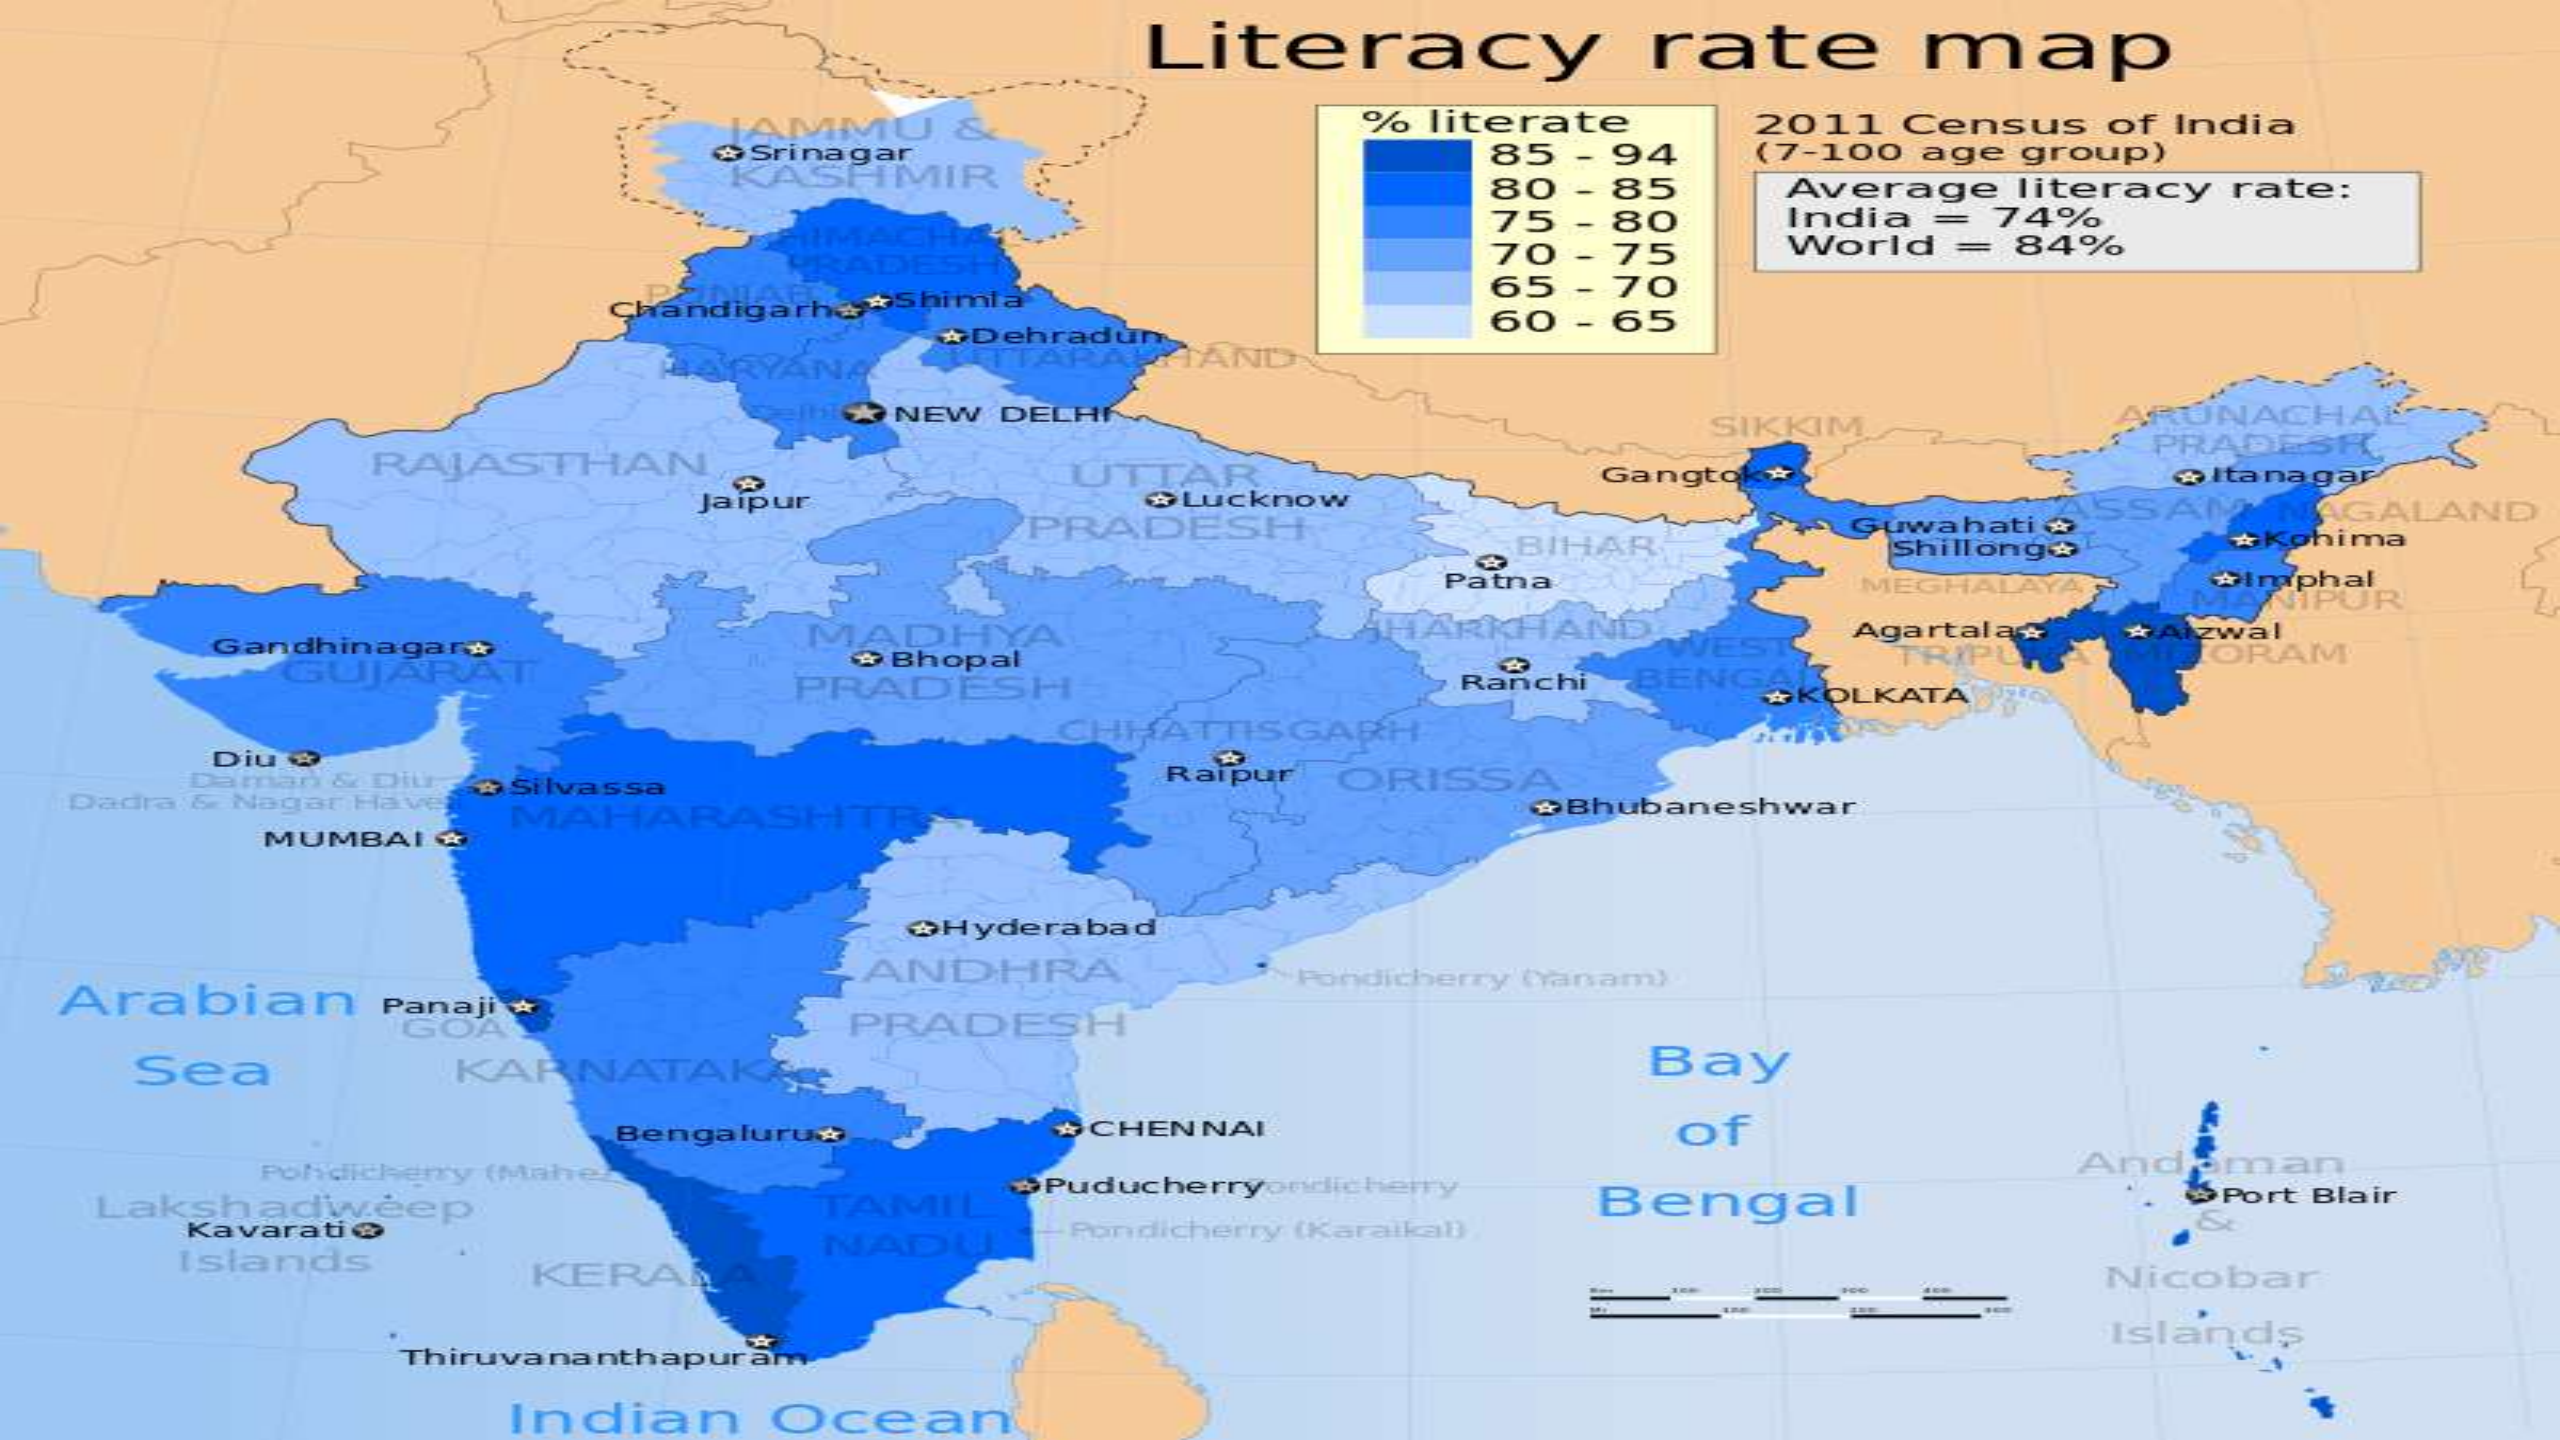 Literacy rate map
% literate
85 - 94
80 - 85
75 - 80
70 - 75
65 - 70
60 - 65
2011 Census of India
(7-100 age group)
Average literacy rate:
India = 74%
World = 84%
JAMMU &
Srinagar
KASHMIR
HIMACHAL
PRADESH
PUNJAB
Shimla
Chandigarh
Dehradun
UTTARAKHAND
HARYANA
Delhi
NEW DELHI
SIKKIM
Gangtok
ARUNACHAL
PRADESH
Itanagar
RAJASTHAN
Jaipur
UTTAR
Lucknow
PRADESH
ASSAM
NAGALAND
Guwahati
Kohima
Shillong
BIHAR
Patna
MEGHALAYA
Imphal
MANIPUR
Gandhinagar
GUJARAT
MADHYA
Bhopal
PRADESH
JHARKHAND
Ranchi
WEST
BENGAL
KOLKATA
Agartala
TRIPURA
Aizwal
MIZORAM
CHHATTISGARH
Raipur
ORISSA
Bhubaneshwar
Diu
Daman & Diu
Silvassa
Dadra & Nagar Have
MAHARASHTRA
MUMBAI
Hyderabad
ANDHRA
PRADESH
Pondicherry (Yanam)
Arabian
Sea
Panaji
GOA
KARNATAKA
Bay
of
Bengal
Bengaluru
CHENNAI
Pondicherry (Mahe)
Puducherry
ondicherry
Lakshadweep
Kavarati
Islands
TAMIL
NADU
Pondicherry (Karaikal)
KERALA
Andaman
Port Blair
&
Nicobar
Islands
Thiruvananthapuram
Indian Ocean